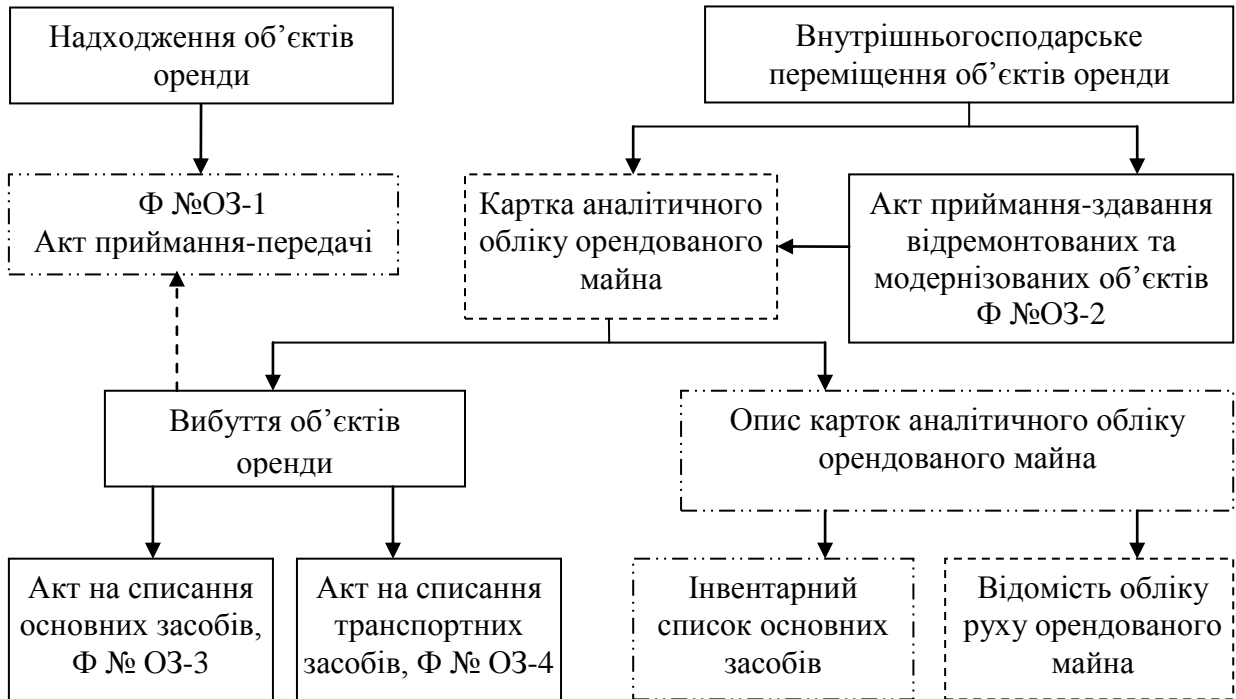 Надходження об’єктів
оренди
Внутрішньогосподарське
переміщення об’єктів оренди
Ф №ОЗ-1
Акт приймання-передачі
Картка аналітичного
обліку орендованого
майна
Акт приймання-здавання
відремонтованих та
модернізованих об’єктів
Ф №ОЗ-2
Вибуття об’єктів
оренди
Опис карток аналітичного обліку
орендованого майна
Акт на списання
основних засобів,
Ф № ОЗ-3
Акт на списання
транспортних
засобів, Ф № ОЗ-4
Інвентарний
список основних
засобів
Відомість обліку
руху орендованого
майна